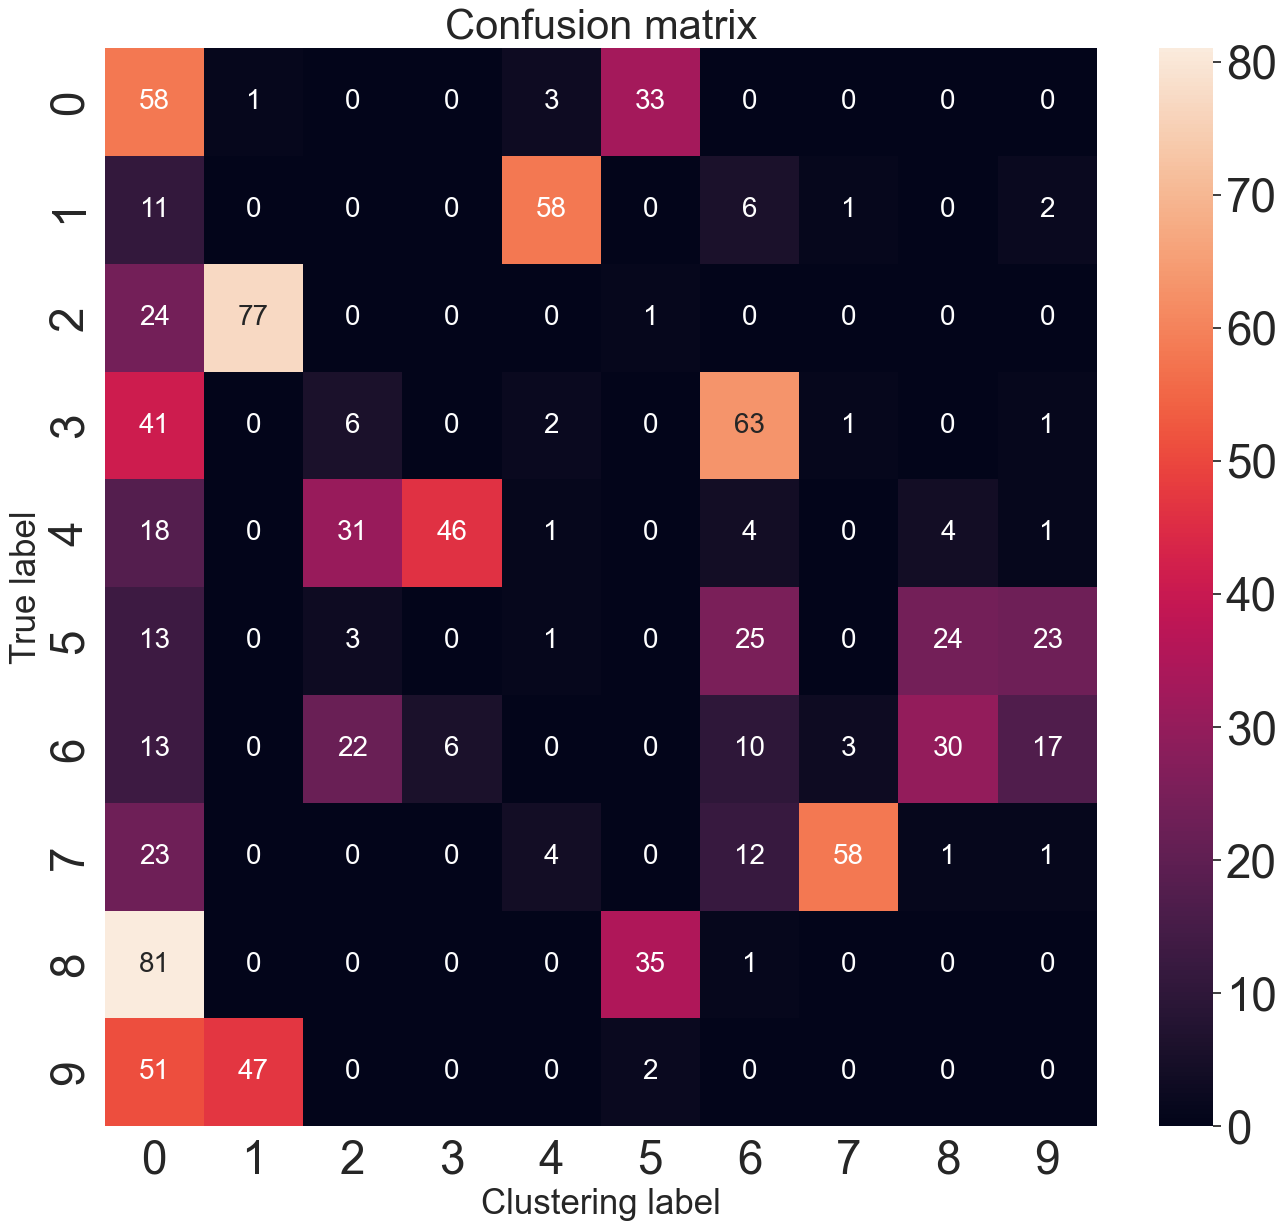 Confusion matrix
0 58 1 0 0 3 33 0 0 0 0
1 11 0 0 0 58 0 6 1 0 2
2 24 77 0 0 0 1 0 0 0 0
3 41 0 6 0 2 0 63 1 0 1
4 18 0 31 46 1 0 4 0 4 1
5 13 0 3 0 1 0 25 0 24 23
6 13 0 22 6 0 0 10 3 30 17
7 23 0 0 0 4 0 12 58 1 1
8 81 0 0 0 0 35 1 0 0 0
9 51 47 0 0 0 2 0 0 0 0
0 1 2 3 4 5 6 7 8 9
Clustering label
True label
80
70
60
50
40
30
20
10
0